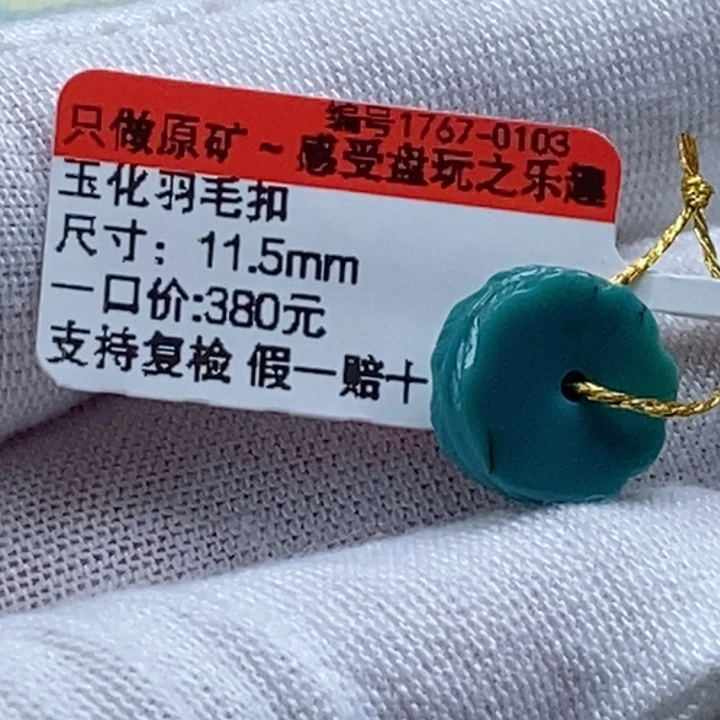 编号1767-0103
只做原矿~感受盘玩之乐趣
玉化羽毛扣
尺寸：11.5mm
一口价:380元
支持复检 假一赔十